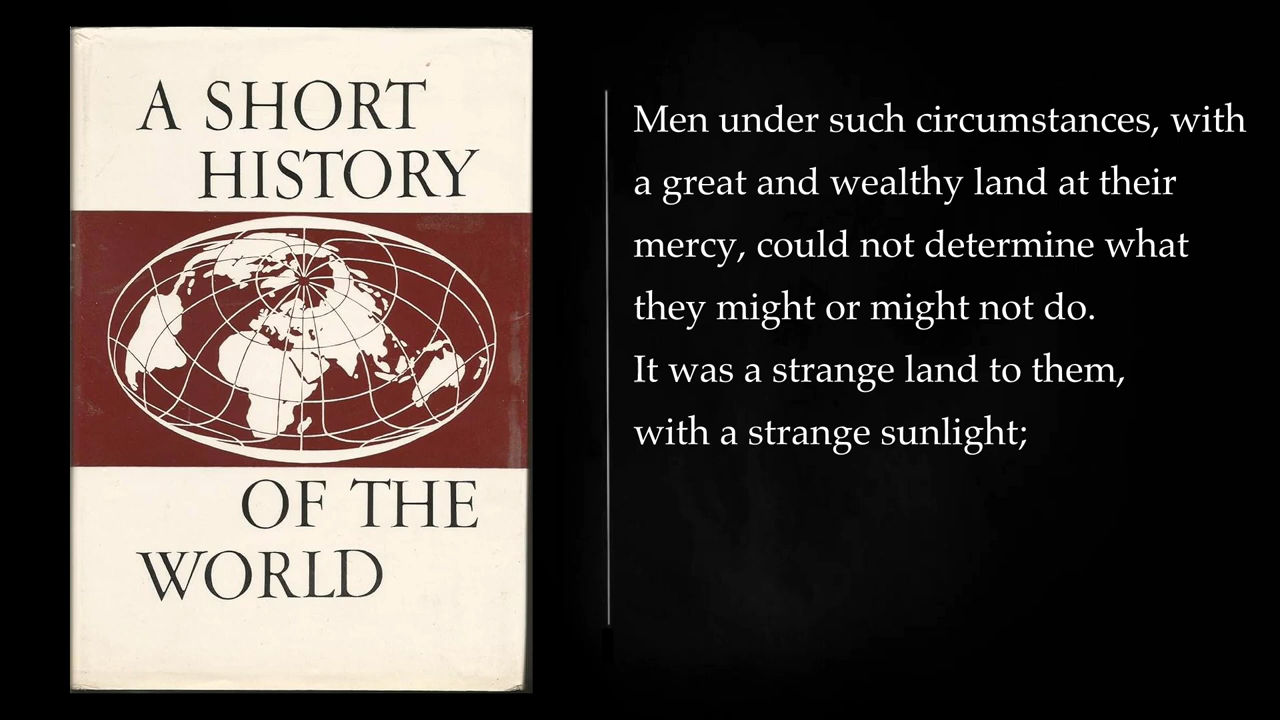 A SHORT
HISTORY
OF THE
WORLD
Men under such circumstances, with
a great and wealthy land at their
mercy, could not determine what
they might or might not do.
It was a strange land to them,
with a strange sunlight;